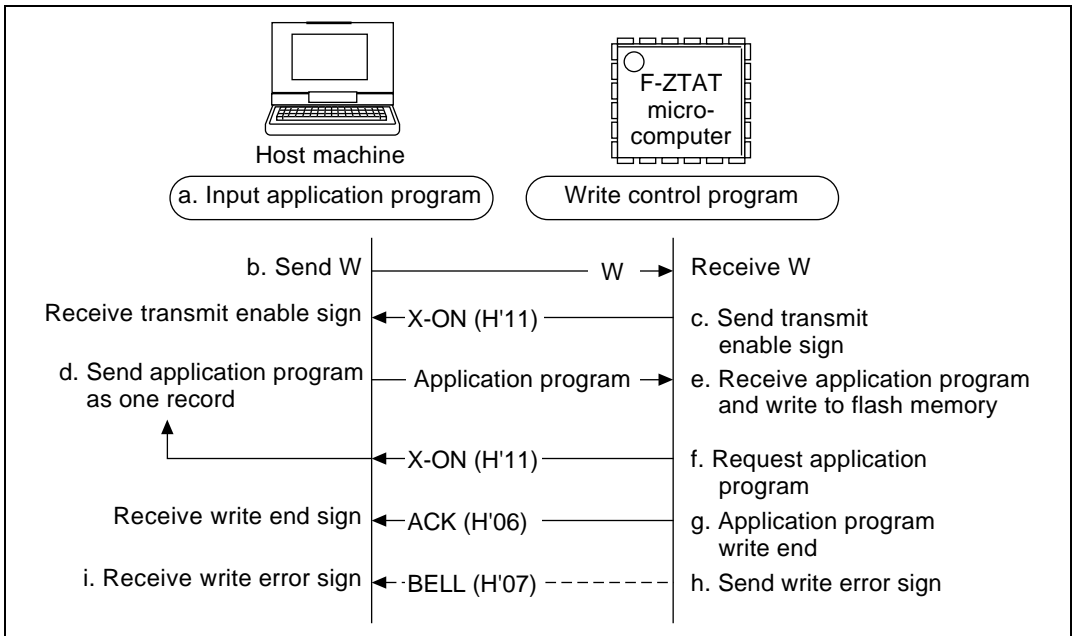 F-ZTAT
micro-
computer
Host machine
a. Input application program
Write control program
b. Send W
W
Receive W
Receive transmit enable sign
X-ON (H'11)
c. Send transmit
enable sign
d. Send application program
as one record
Application program
e. Receive application program
and write to flash memory
X-ON (H'11)
f. Request application
program
Receive write end sign
ACK (H'06)
g. Application program
write end
i. Receive write error sign
BELL (H'07)
h. Send write error sign